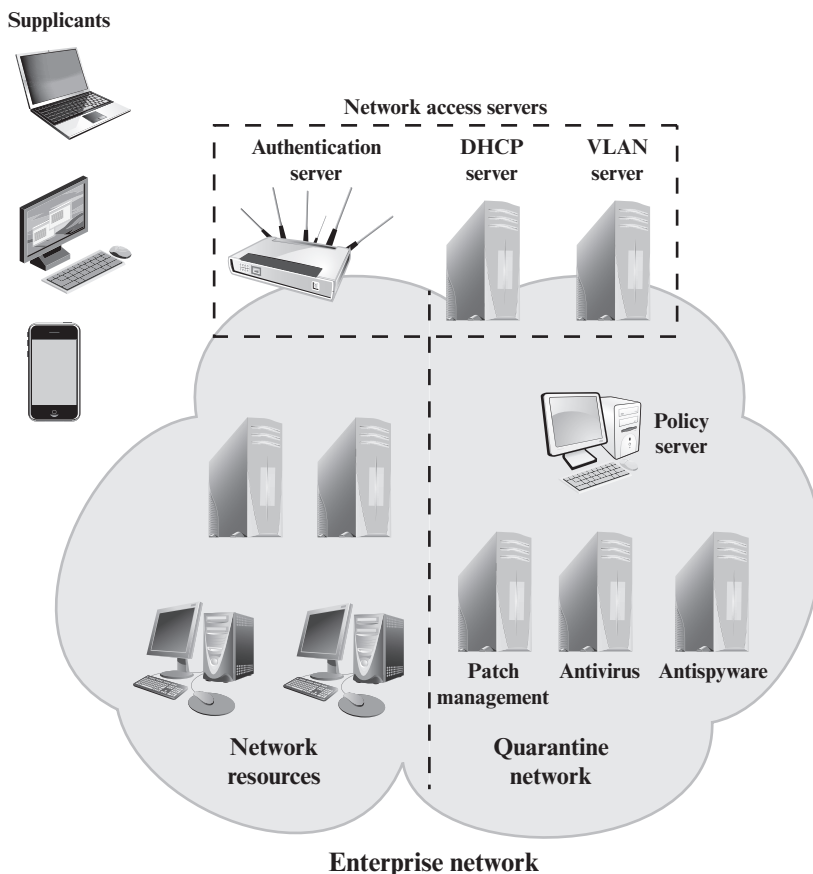 Supplicants
Network access servers
Authentication
server
DHCP
server
VLAN
server
Policy
server
Patch
management
Antivirus
Antispyware
Network
resources
Quarantine
network
Enterprise network